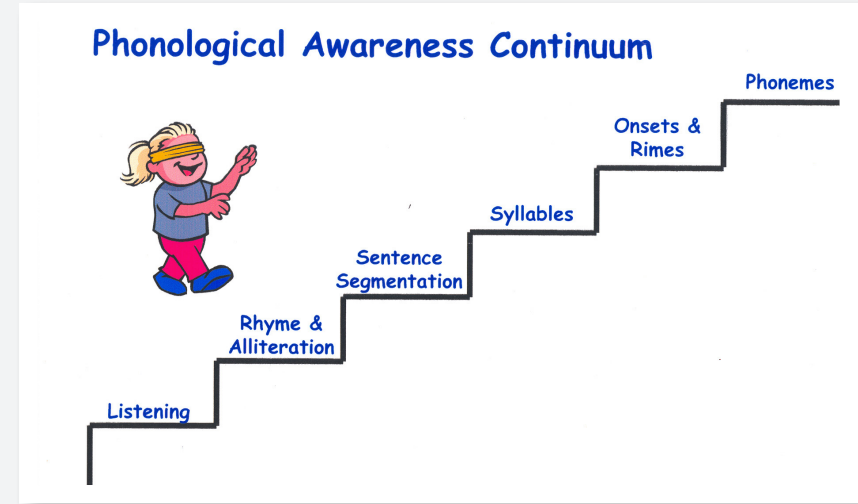 Phonological Awareness Continuum
Phonemes
Onsets &
Rimes
Syllables
Sentence
Segmentation
Rhyme &
Alliteration
Listening